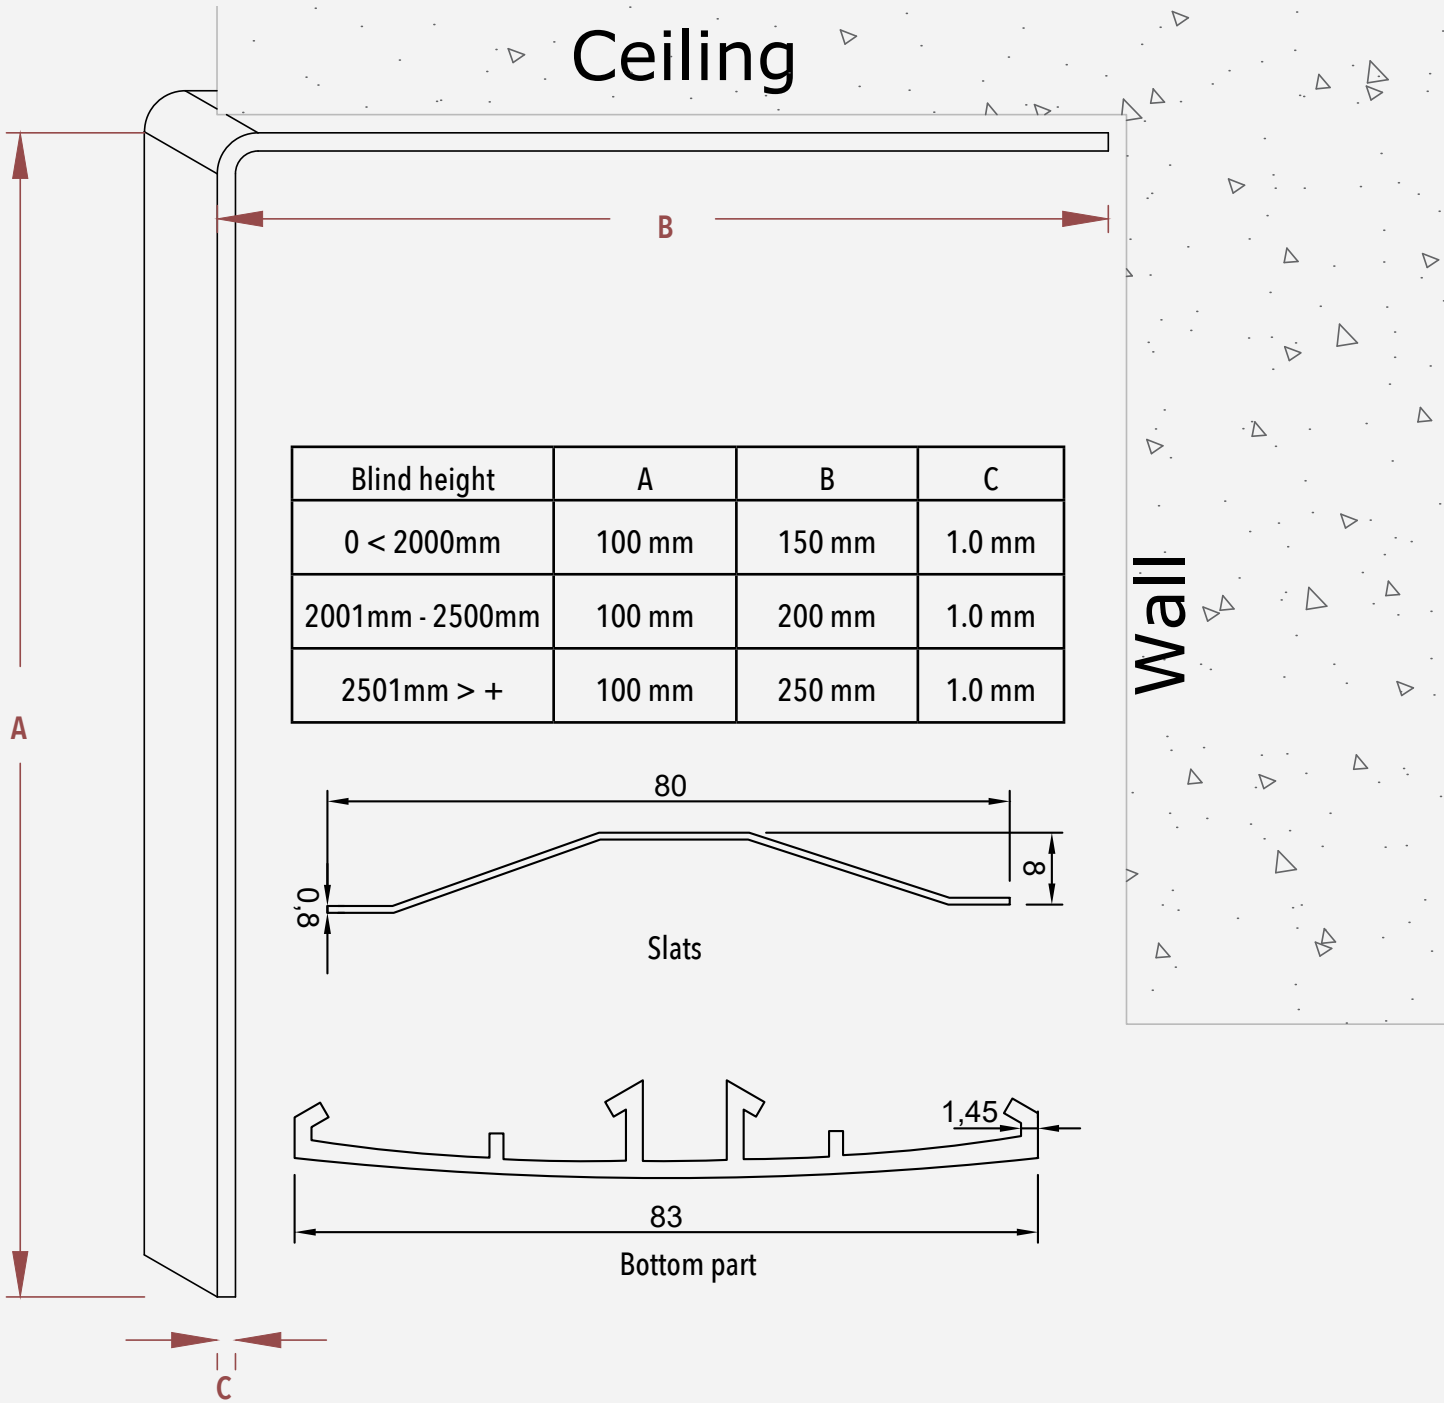 Ceiling
B
Blind height A B C
0 < 2000mm 100 mm 150 mm 1.0 mm
2001mm - 2500mm 100 mm 200 mm 1.0 mm
2501mm > + 100 mm 250 mm 1.0 mm
Wall
A
80
8
0,8
Slats
1,45
83
Bottom part
C